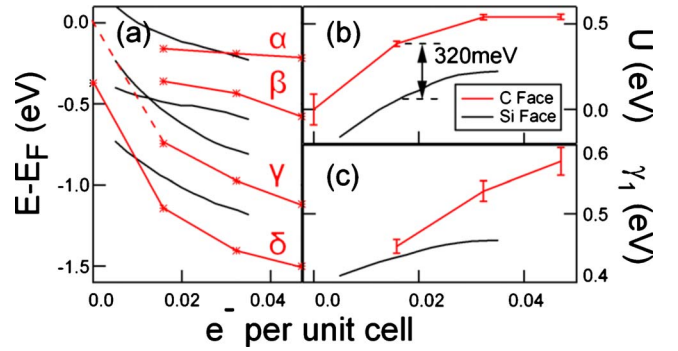 (a)
α
β
γ
δ
E-E_F (eV)
0.0
-0.5
-1.0
-1.5
0.0
0.02
0.04
(b)
320meV
C Face
Si Face
0.5
0.0
U (eV)
(c)
0.6
0.5
0.4
γ₁ (eV)
0.0
0.02
0.04
e⁻ per unit cell